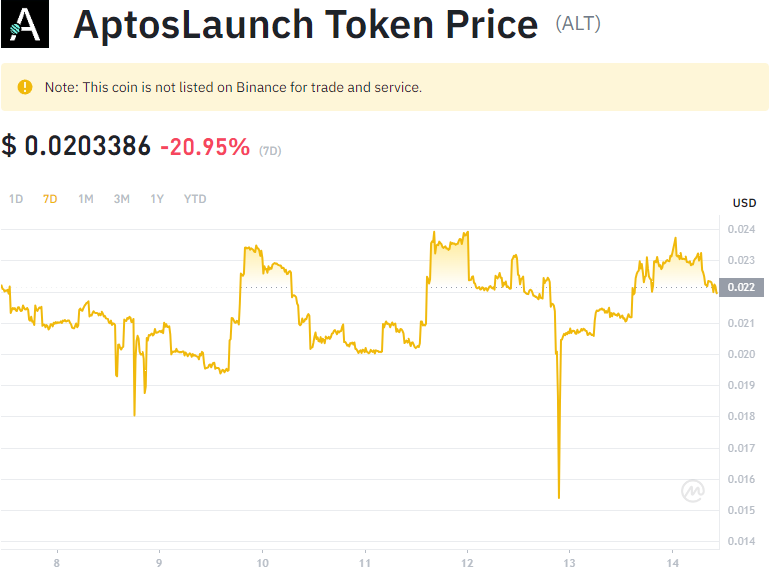 AptosLaunch Token Price (ALT)
Note: This coin is not listed on Binance for trade and service.
$ 0.0203386 -20.95% (7D)
1D 7D 1M 3M 1Y YTD
USD
0.024
0.023
0.022
0.021
0.020
0.019
0.018
0.017
0.016
0.015
0.014
8 9 10 11 12 13 14